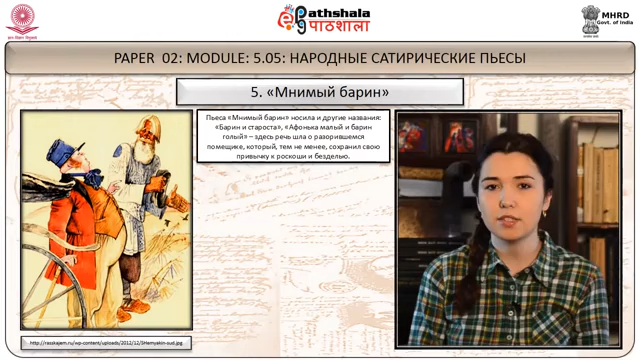 ePathshala
पाठशाला
MHRD
Govt. of India
PAPER 02: MODULE: 5.05: НАРОДНЫЕ САТИРИЧЕСКИЕ ПЬЕСЫ
5. «Мнимый барин»
Пьеса «Мнимый барин» носила и другие названия:
«Барин и староста», «Афонька малый и барин
голый» – здесь речь шла о разорившемся
помещике, который, тем не менее, сохранил свою
привычку к роскоши и безделью.
http://rasskajem.ru/wp-content/uploads/2012/12/SHemyakin-sud.jpg